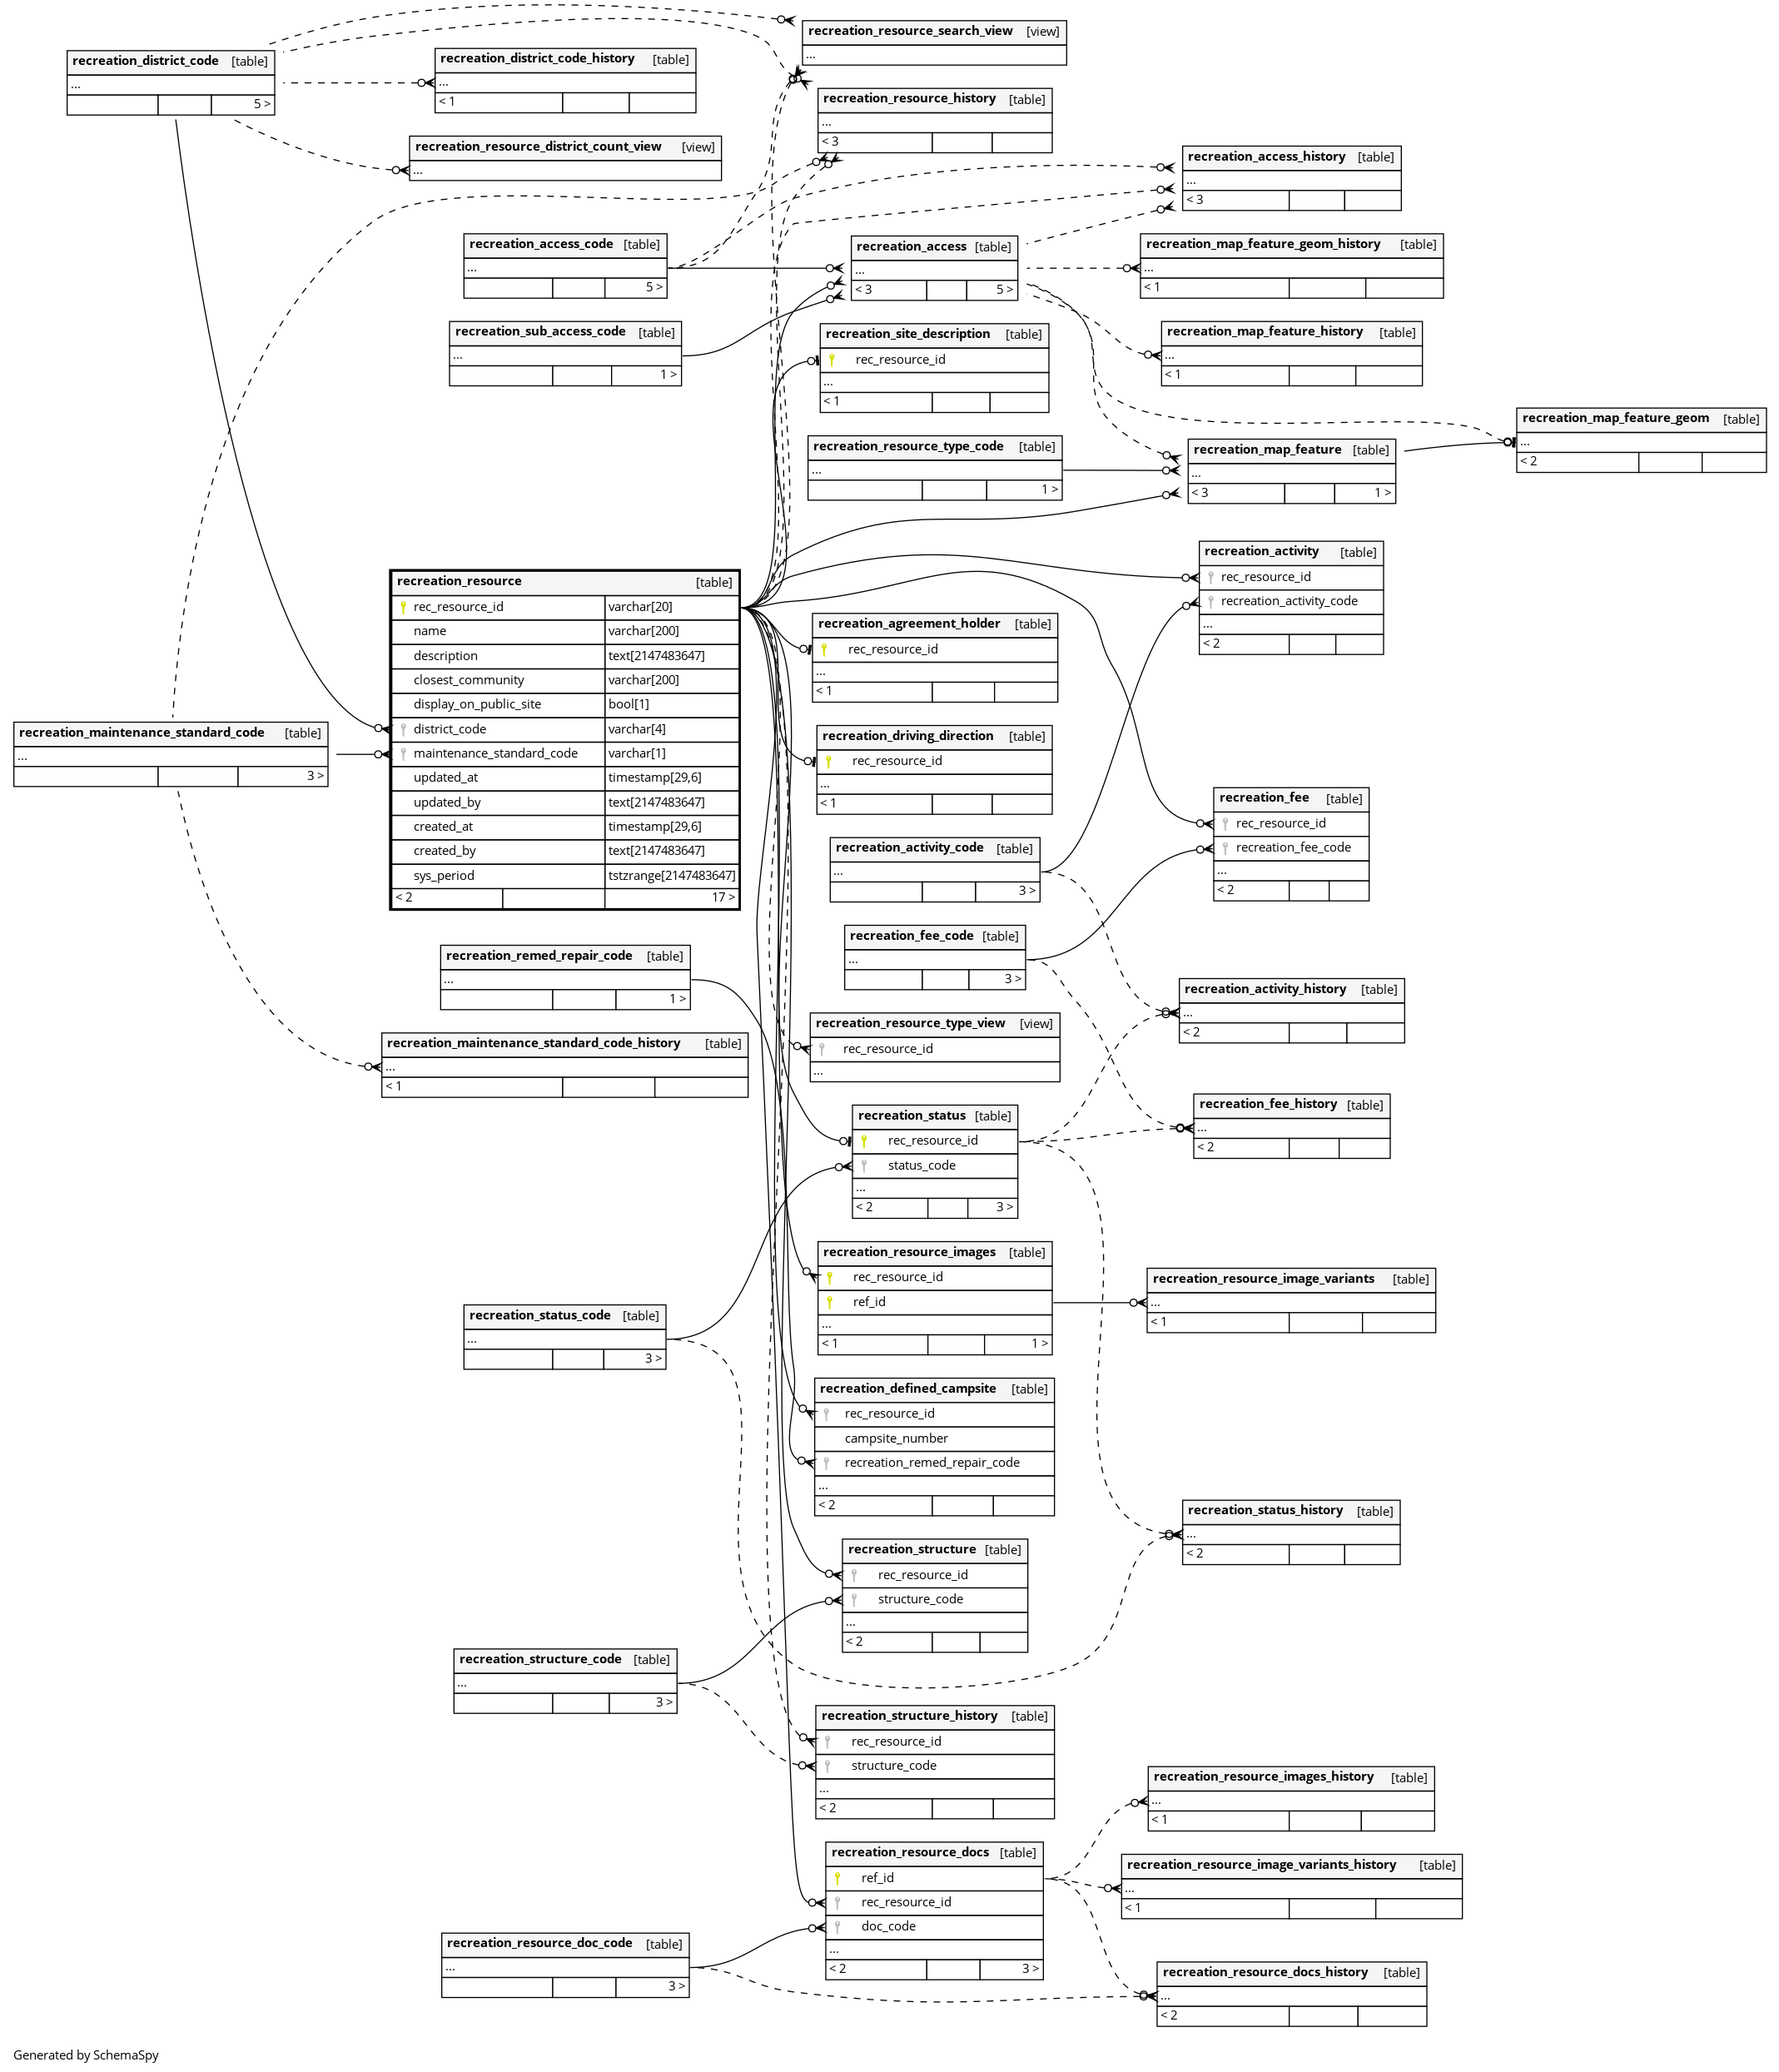 recreation_district_code [table]
...
5 >
recreation_district_code_history [table]
...
< 1
recreation_resource_district_count_view [view]
...
recreation_resource_search_view [view]
...
recreation_resource_history [table]
...
< 3
recreation_access_history [table]
...
< 3
recreation_access_code [table]
...
5 >
recreation_access [table]
...
< 3 5 >
recreation_map_feature_geom_history [table]
...
< 1
recreation_sub_access_code [table]
...
1 >
recreation_site_description [table]
rec_resource_id
...
< 1
recreation_map_feature_history [table]
...
< 1
recreation_map_feature_geom [table]
...
< 2
recreation_resource_type_code [table]
...
1 >
recreation_map_feature [table]
...
< 3 1 >
recreation_resource [table]
rec_resource_id varchar[20]
name varchar[200]
description text[2147483647]
closest_community varchar[200]
display_on_public_site bool[1]
district_code varchar[4]
maintenance_standard_code varchar[1]
updated_at timestamp[29,6]
updated_by text[2147483647]
created_at timestamp[29,6]
created_by text[2147483647]
sys_period tstzrange[2147483647]
< 2 17 >
recreation_activity [table]
rec_resource_id
recreation_activity_code
...
< 2
recreation_agreement_holder [table]
rec_resource_id
...
< 1
recreation_maintenance_standard_code [table]
...
3 >
recreation_driving_direction [table]
rec_resource_id
...
< 1
recreation_fee [table]
rec_resource_id
recreation_fee_code
...
< 2
recreation_activity_code [table]
...
3 >
recreation_fee_code [table]
...
3 >
recreation_remed_repair_code [table]
...
1 >
recreation_activity_history [table]
...
< 2
recreation_resource_type_view [view]
rec_resource_id
...
recreation_maintenance_standard_code_history [table]
...
< 1
recreation_fee_history [table]
...
< 2
recreation_status [table]
rec_resource_id
status_code
...
< 2 3 >
recreation_resource_images [table]
rec_resource_id
ref_id
...
< 1 1 >
recreation_resource_image_variants [table]
...
< 1
recreation_status_code [table]
...
3 >
recreation_defined_campsite [table]
rec_resource_id
campsite_number
recreation_remed_repair_code
...
< 2
recreation_status_history [table]
...
< 2
recreation_structure [table]
rec_resource_id
structure_code
...
< 2
recreation_structure_code [table]
...
3 >
recreation_structure_history [table]
rec_resource_id
structure_code
...
< 2
recreation_resource_images_history [table]
...
< 1
recreation_resource_docs [table]
ref_id
rec_resource_id
doc_code
...
< 2 3 >
recreation_resource_image_variants_history [table]
...
< 1
recreation_resource_doc_code [table]
...
3 >
recreation_resource_docs_history [table]
...
< 2
Generated by SchemaSpy